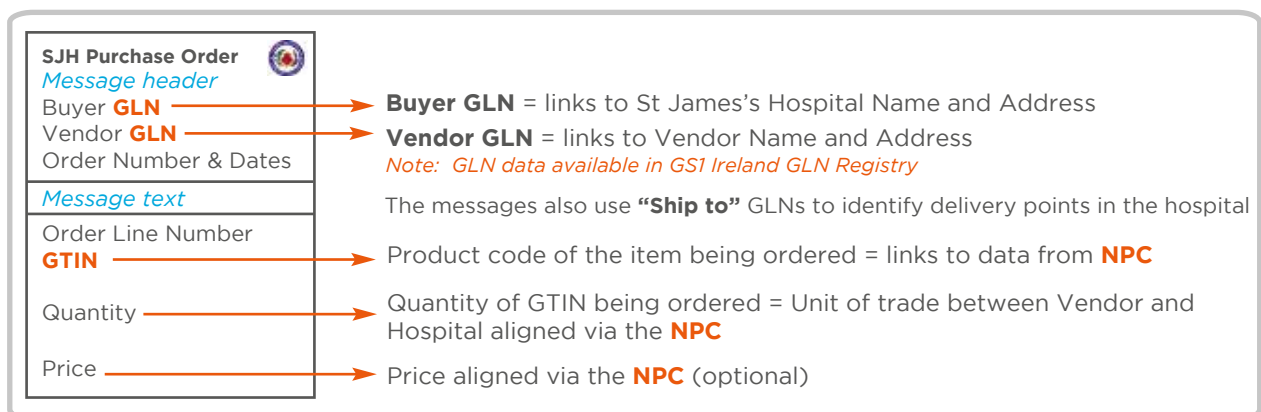 SJH Purchase Order
Message header
Buyer GLN
Vendor GLN
Order Number & Dates
Message text
Order Line Number
GTIN
Quantity
Price
Buyer GLN = links to St James’s Hospital Name and Address
Vendor GLN = links to Vendor Name and Address
Note: GLN data available in GS1 Ireland GLN Registry
The messages also use “Ship to” GLNs to identify delivery points in the hospital
Product code of the item being ordered = links to data from NPC
Quantity of GTIN being ordered = Unit of trade between Vendor and
Hospital aligned via the NPC
Price aligned via the NPC (optional)